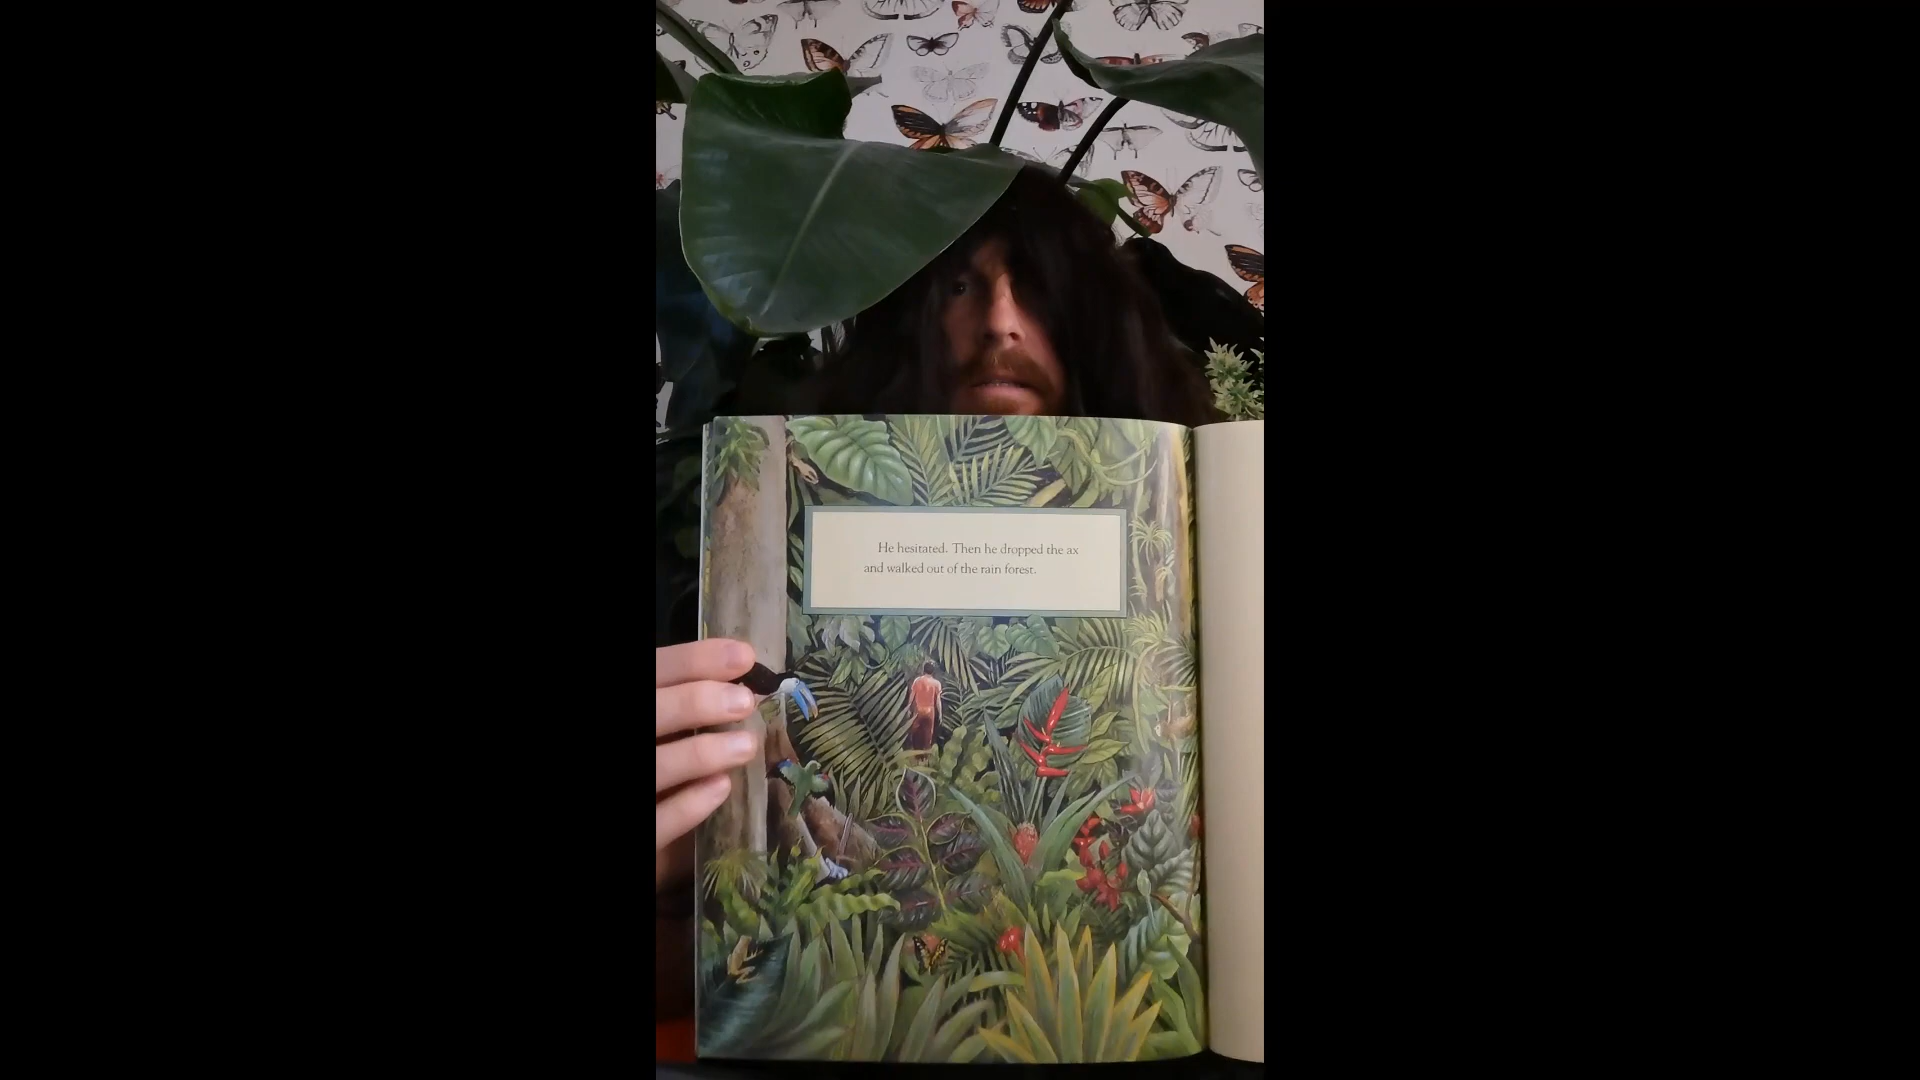 He hesitated. Then he dropped the ax
and walked out of the rain forest.